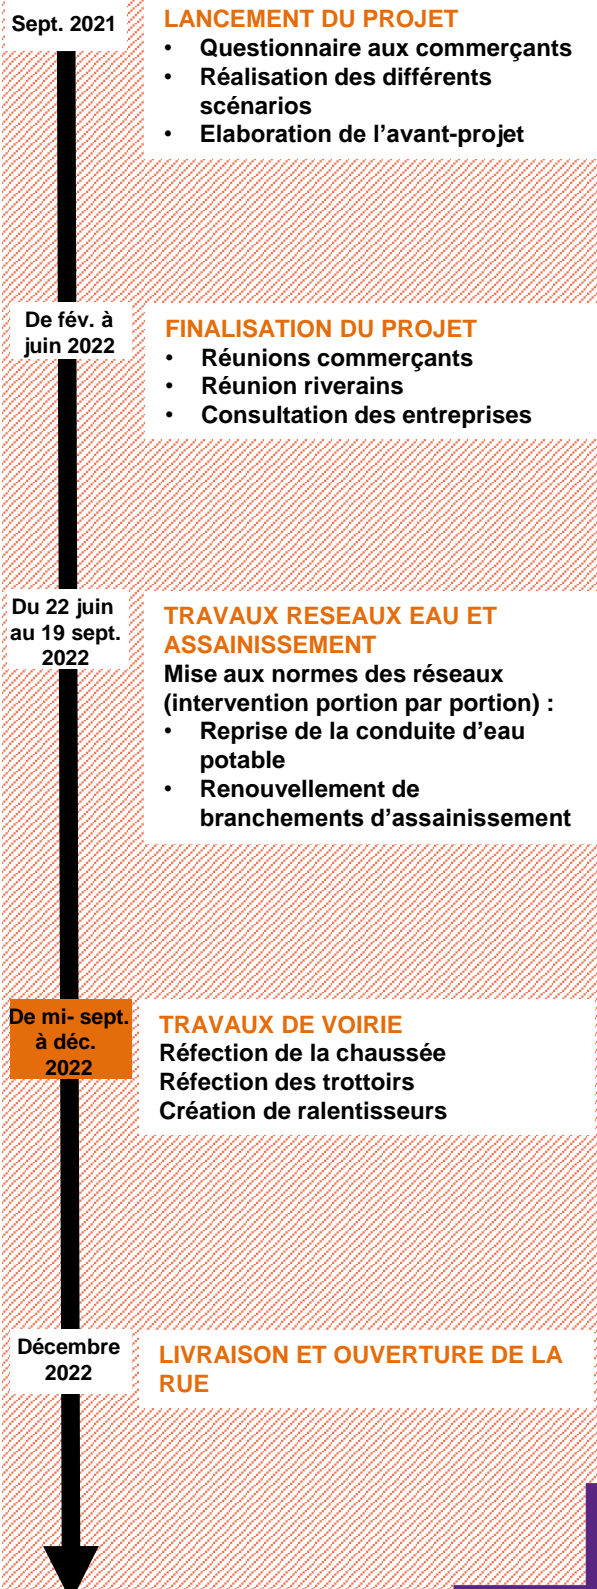 Sept. 2021
LANCEMENT DU PROJET
• Questionnaire aux commerçants
• Réalisation des différents
scénarios
• Elaboration de l'avant-projet
De fév. à
juin 2022
FINALISATION DU PROJET
• Réunions commerçants
• Réunion riverains
• Consultation des entreprises
Du 22 juin
au 19 sept.
2022
TRAVAUX RESEAUX EAU ET
ASSAINISSEMENT
Mise aux normes des réseaux
(intervention portion par portion) :
• Reprise de la conduite d'eau
potable
• Renouvellement de
branchements d'assainissement
De mi- sept.
à déc.
2022
TRAVAUX DE VOIRIE
Réfection de la chaussée
Réfection des trottoirs
Création de ralentisseurs
Décembre
2022
LIVRAISON ET OUVERTURE DE LA
RUE